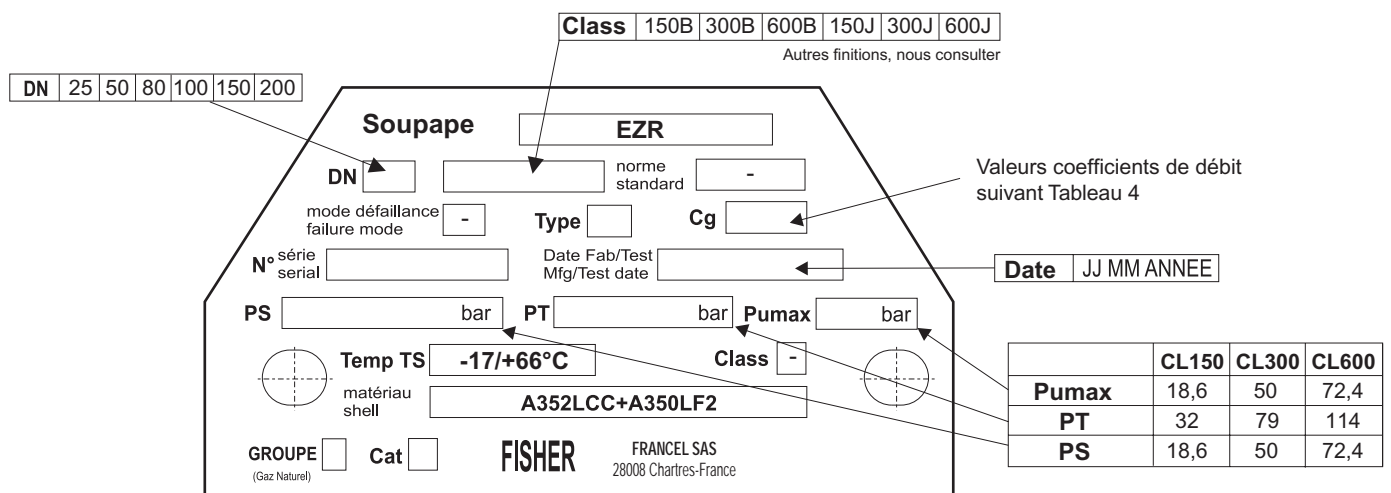 Class 150B 300B 600B 150J 300J 600J
Autres finitions, nous consulter
DN 25 50 80 100 150 200
Soupape EZR
DN norme
standard -
Valeurs coefficients de débit
suivant Tableau 4
mode défaillance
failure mode - Type Cg
N° série
serial
Date Fab/Test
Mfg/Test date
Date JJ MM ANNEE
PS bar PT bar Pumax bar
Temp TS -17/+66°C Class -
matériau
shell A352LCC+A350LF2
CL150 CL300 CL600
Pumax 18,6 50 72,4
PT 32 79 114
PS 18,6 50 72,4
GROUPE Cat
(Gaz Naturel)
FISHER
FRANCEL SAS
28008 Chartres-France